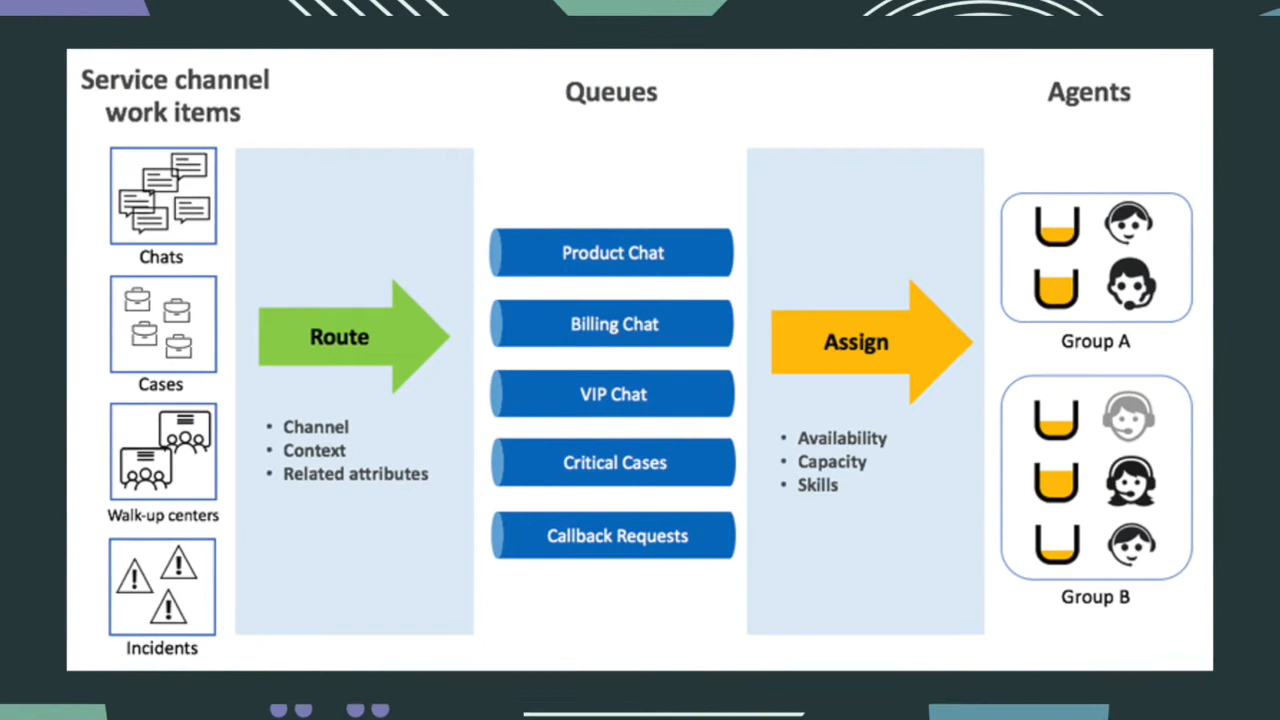 Service channel
work items
Chats
Cases
Walk-up centers
Incidents
Route
• Channel
• Context
• Related attributes
Queues
Product Chat
Billing Chat
VIP Chat
Critical Cases
Callback Requests
Assign
• Availability
• Capacity
• Skills
Agents
Group A
Group B